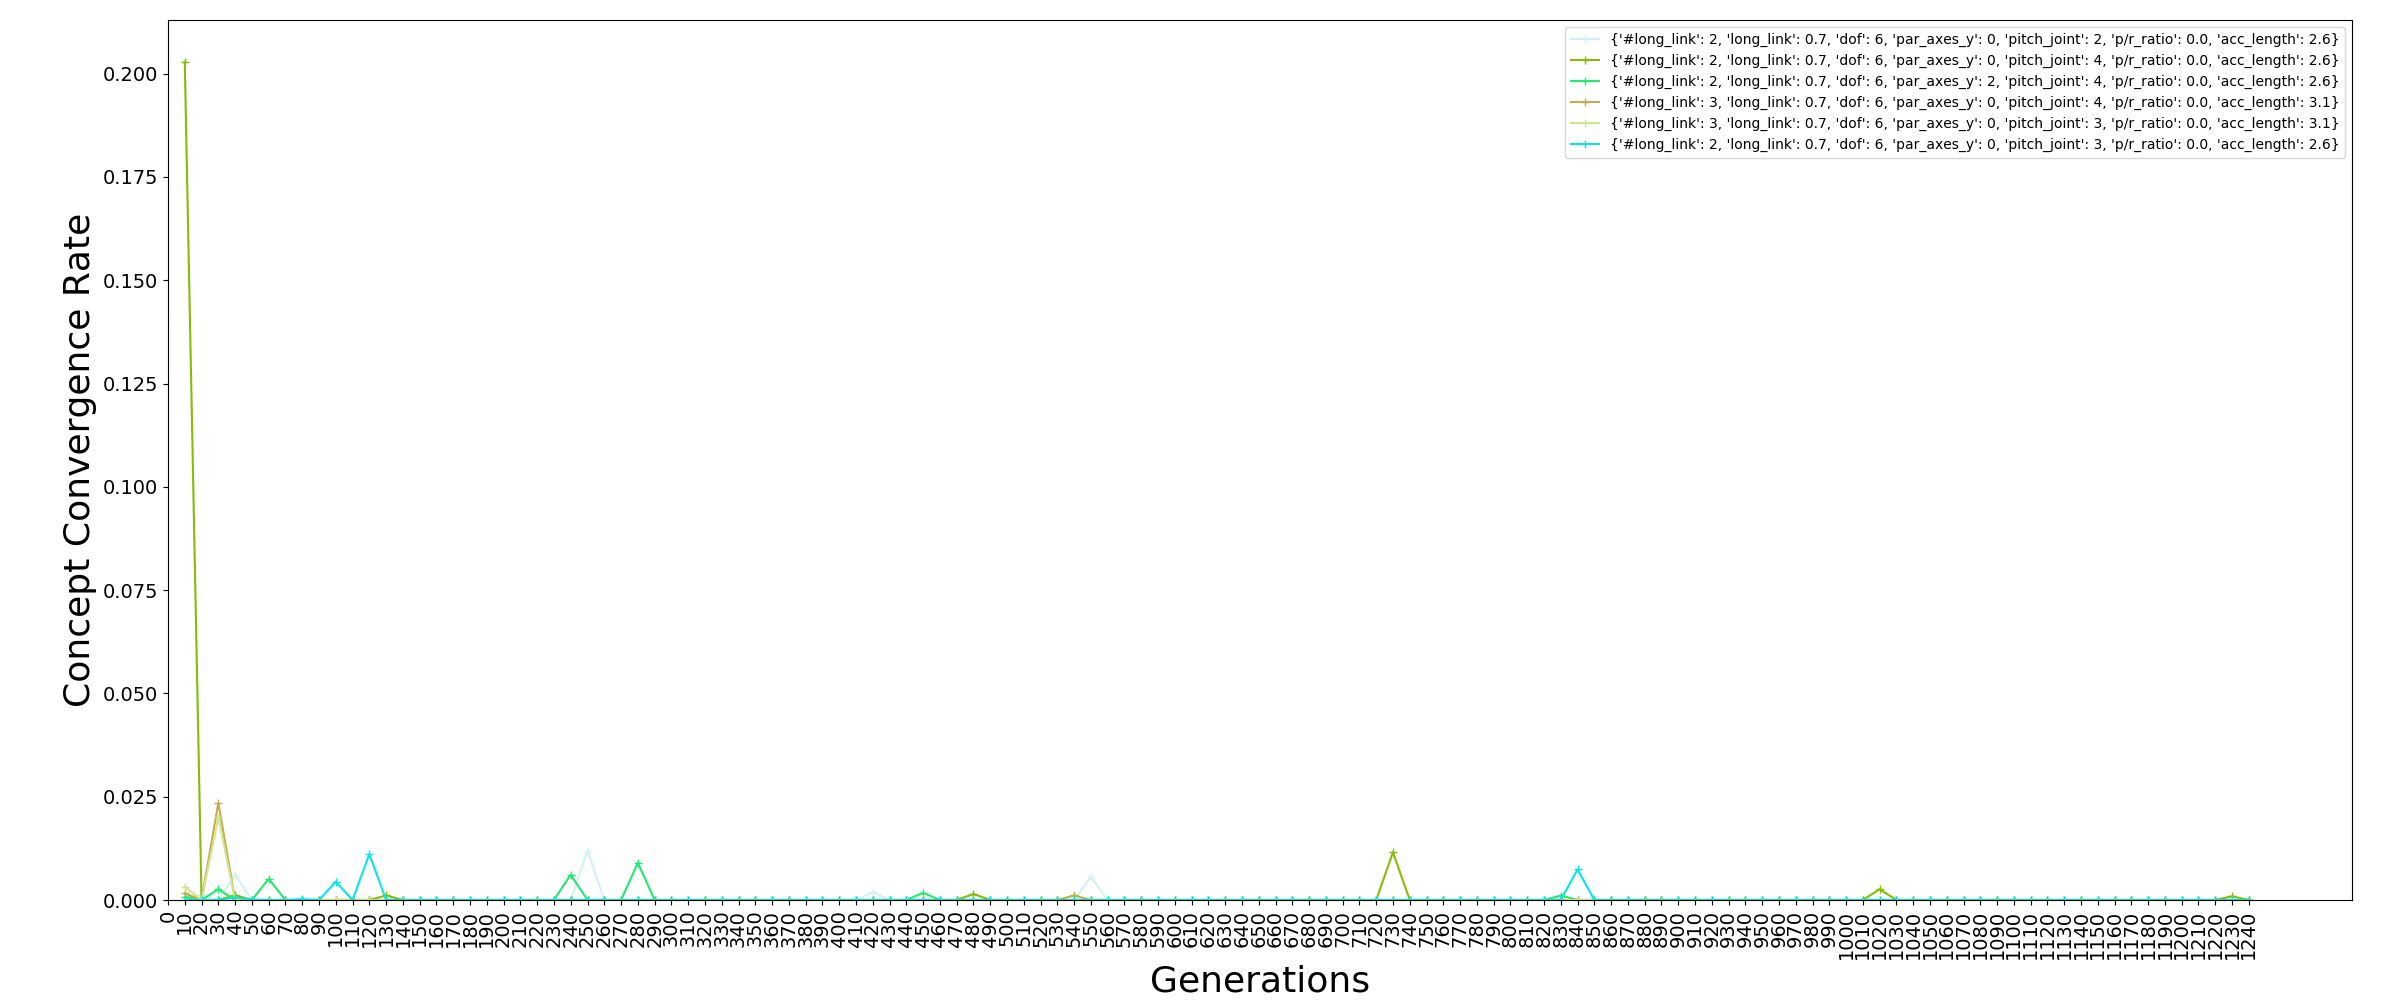 {'#long_link': 2, 'long_link': 0.7, 'dof': 6, 'par_axes_y': 0, 'pitch_joint': 2, 'p/r_ratio': 0.0, 'acc_length': 2.6}
{'#long_link': 2, 'long_link': 0.7, 'dof': 6, 'par_axes_y': 0, 'pitch_joint': 4, 'p/r_ratio': 0.0, 'acc_length': 2.6}
{'#long_link': 2, 'long_link': 0.7, 'dof': 6, 'par_axes_y': 2, 'pitch_joint': 4, 'p/r_ratio': 0.0, 'acc_length': 2.6}
{'#long_link': 3, 'long_link': 0.7, 'dof': 6, 'par_axes_y': 0, 'pitch_joint': 4, 'p/r_ratio': 0.0, 'acc_length': 3.1}
{'#long_link': 3, 'long_link': 0.7, 'dof': 6, 'par_axes_y': 0, 'pitch_joint': 3, 'p/r_ratio': 0.0, 'acc_length': 3.1}
{'#long_link': 2, 'long_link': 0.7, 'dof': 6, 'par_axes_y': 0, 'pitch_joint': 3, 'p/r_ratio': 0.0, 'acc_length': 2.6}
Concept Convergence Rate
0.200
0.175
0.150
0.125
0.100
0.075
0.050
0.025
0.000
0 10 20 30 40 50 60 70 80 90 100 110 120 130 140 150 160 170 180 190 200 210 220 230 240 250 260 270 280 290 300 310 320 330 340 350 360 370 380 390 400 410 420 430 440 450 460 470 480 490 500 510 520 530 540 550 560 570 580 590 600 610 620 630 640 650 660 670 680 690 700 710 720 730 740 750 760 770 780 790 800 810 820 830 840 850 860 870 880 890 900 910 920 930 940 950 960 970 980 990 1000 1010 1020 1030 1040 1050 1060 1070 1080 1090 1100 1110 1120 1130 1140 1150 1160 1170 1180 1190 1200 1210 1220 1230 1240
Generations